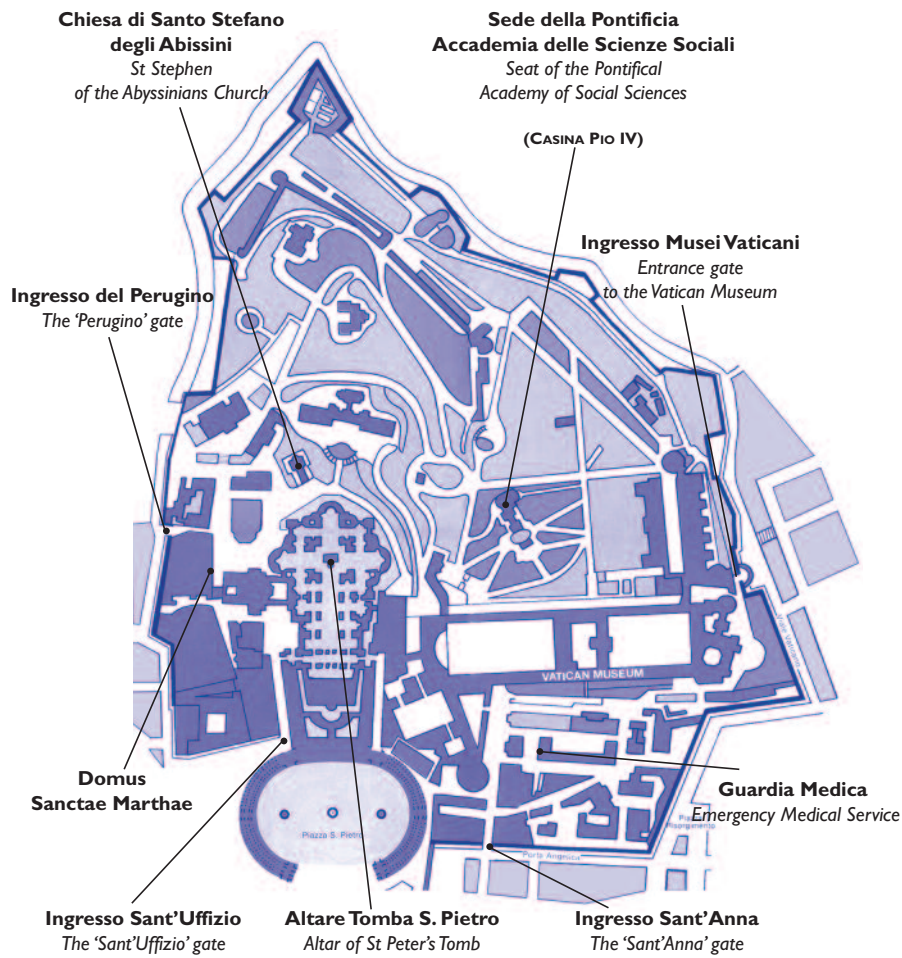 Chiesa di Santo Stefano
degli Abissini
St Stephen
of the Abyssinians Church
Sede della Pontificia
Accademia delle Scienze Sociali
Seat of the Pontifical
Academy of Social Sciences
(CASINA PIO IV)
Ingresso Musei Vaticani
Entrance gate
to the Vatican Museum
Ingresso del Perugino
The ‘Perugino’ gate
Viale Vaticano
VATICAN MUSEUM
Domus
Sanctae Marthae
Guardia Medica
Emergency Medical Service
Risorgimento
Piazza S. Pietro
Porta Angelica
Ingresso Sant’Uffizio
The ‘Sant’Uffizio’ gate
Altare Tomba S. Pietro
Altar of St Peter’s Tomb
Ingresso Sant’Anna
The ‘Sant’Anna’ gate